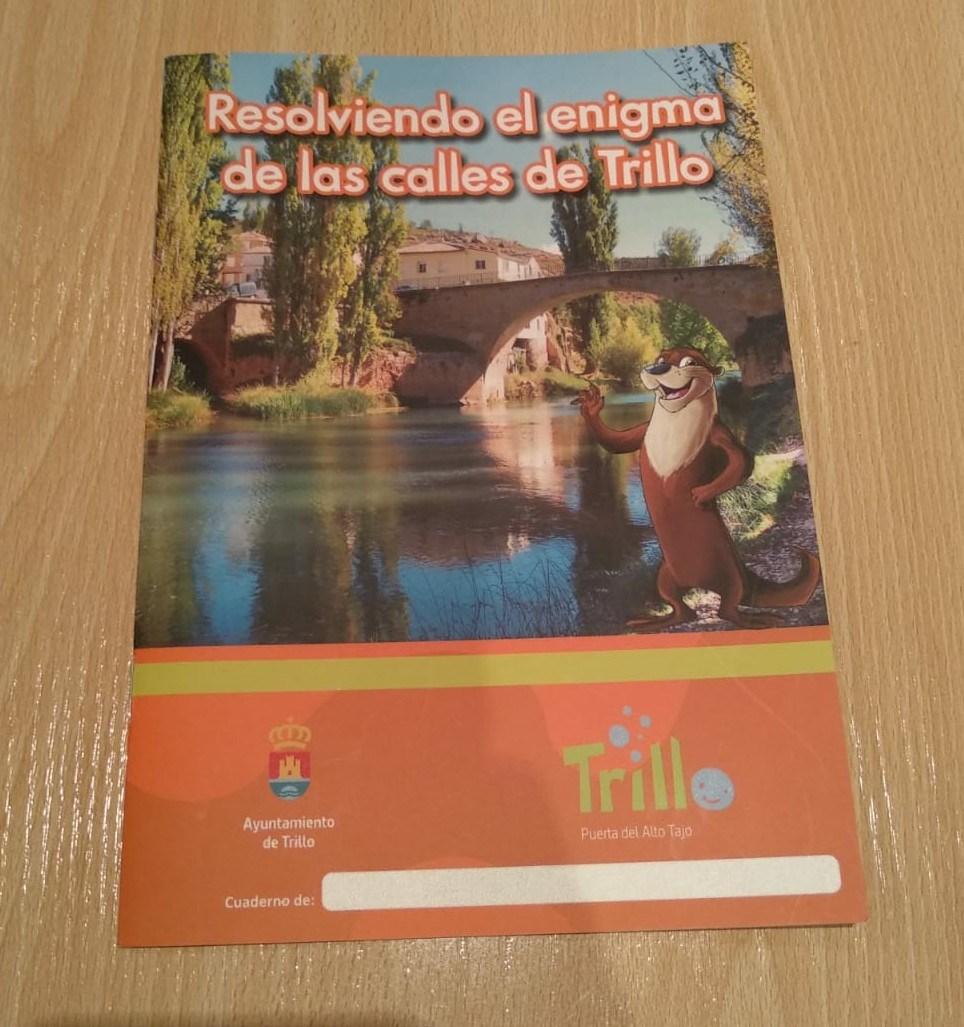 Resolviendo el enigma
de las calles de Trillo
Ayuntamiento
de Trillo
Trillo
Puerta del Alto Tajo
Cuaderno de: